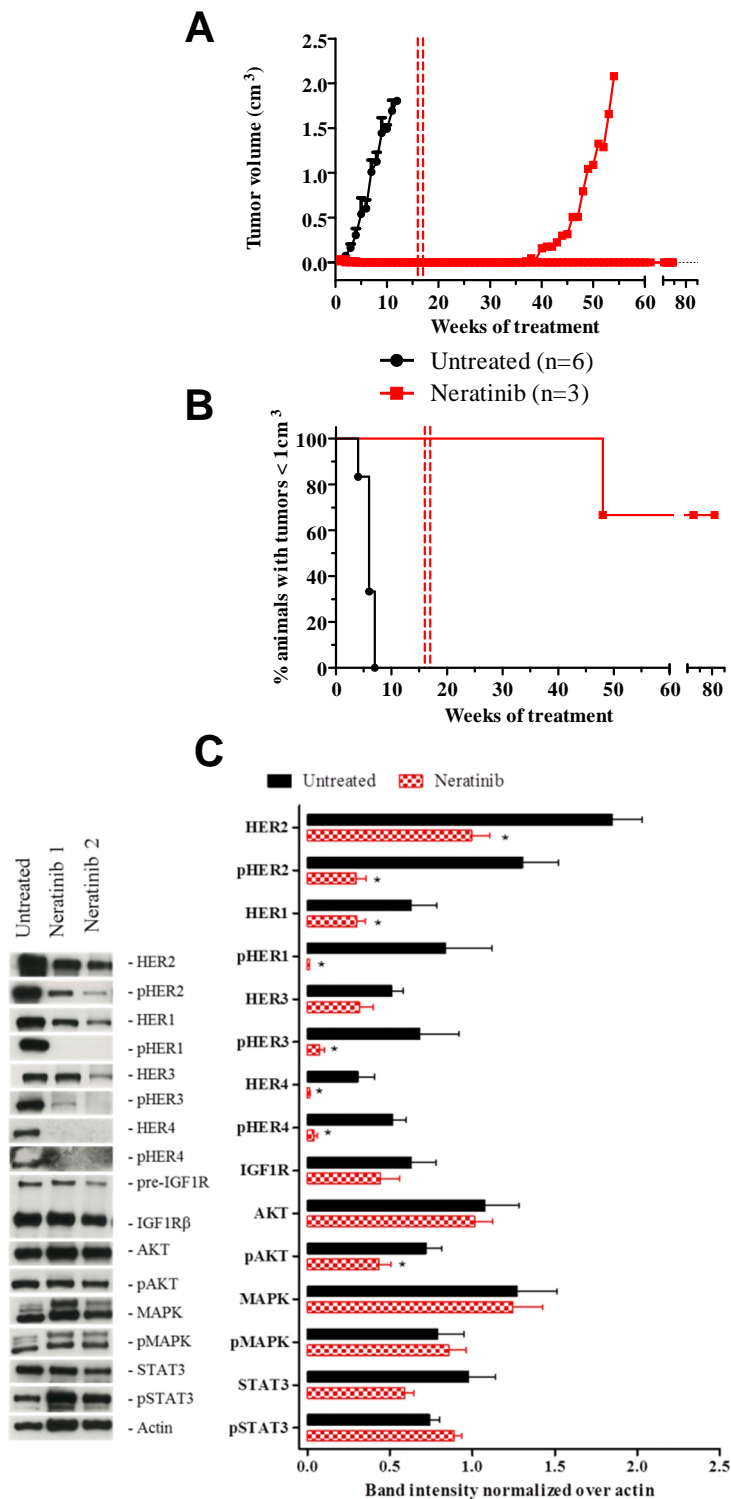 A
Tumor volume (cm³)
2.5
2.0
1.5
1.0
0.5
0.0
0 10 20 30 40 50 60 80
Weeks of treatment
Untreated (n=6)
Neratinib (n=3)
B
% animals with tumors < 1cm³
100
80
60
40
20
0
0 10 20 30 40 50 60 80
Weeks of treatment
C
Untreated Neratinib
Untreated
Neratinib 1
Neratinib 2
- HER2
- pHER2
- HER1
- pHER1
- HER3
- pHER3
- HER4
- pHER4
- pre-IGF1R
- IGF1Rβ
- AKT
- pAKT
- MAPK
- pMAPK
- STAT3
- pSTAT3
- Actin
HER2
*
pHER2
*
HER1
*
pHER1
*
HER3
pHER3
*
HER4
*
pHER4
*
IGF1R
AKT
pAKT
*
MAPK
pMAPK
STAT3
pSTAT3
0.0 0.5 1.0 1.5 2.0 2.5
Band intensity normalized over actin